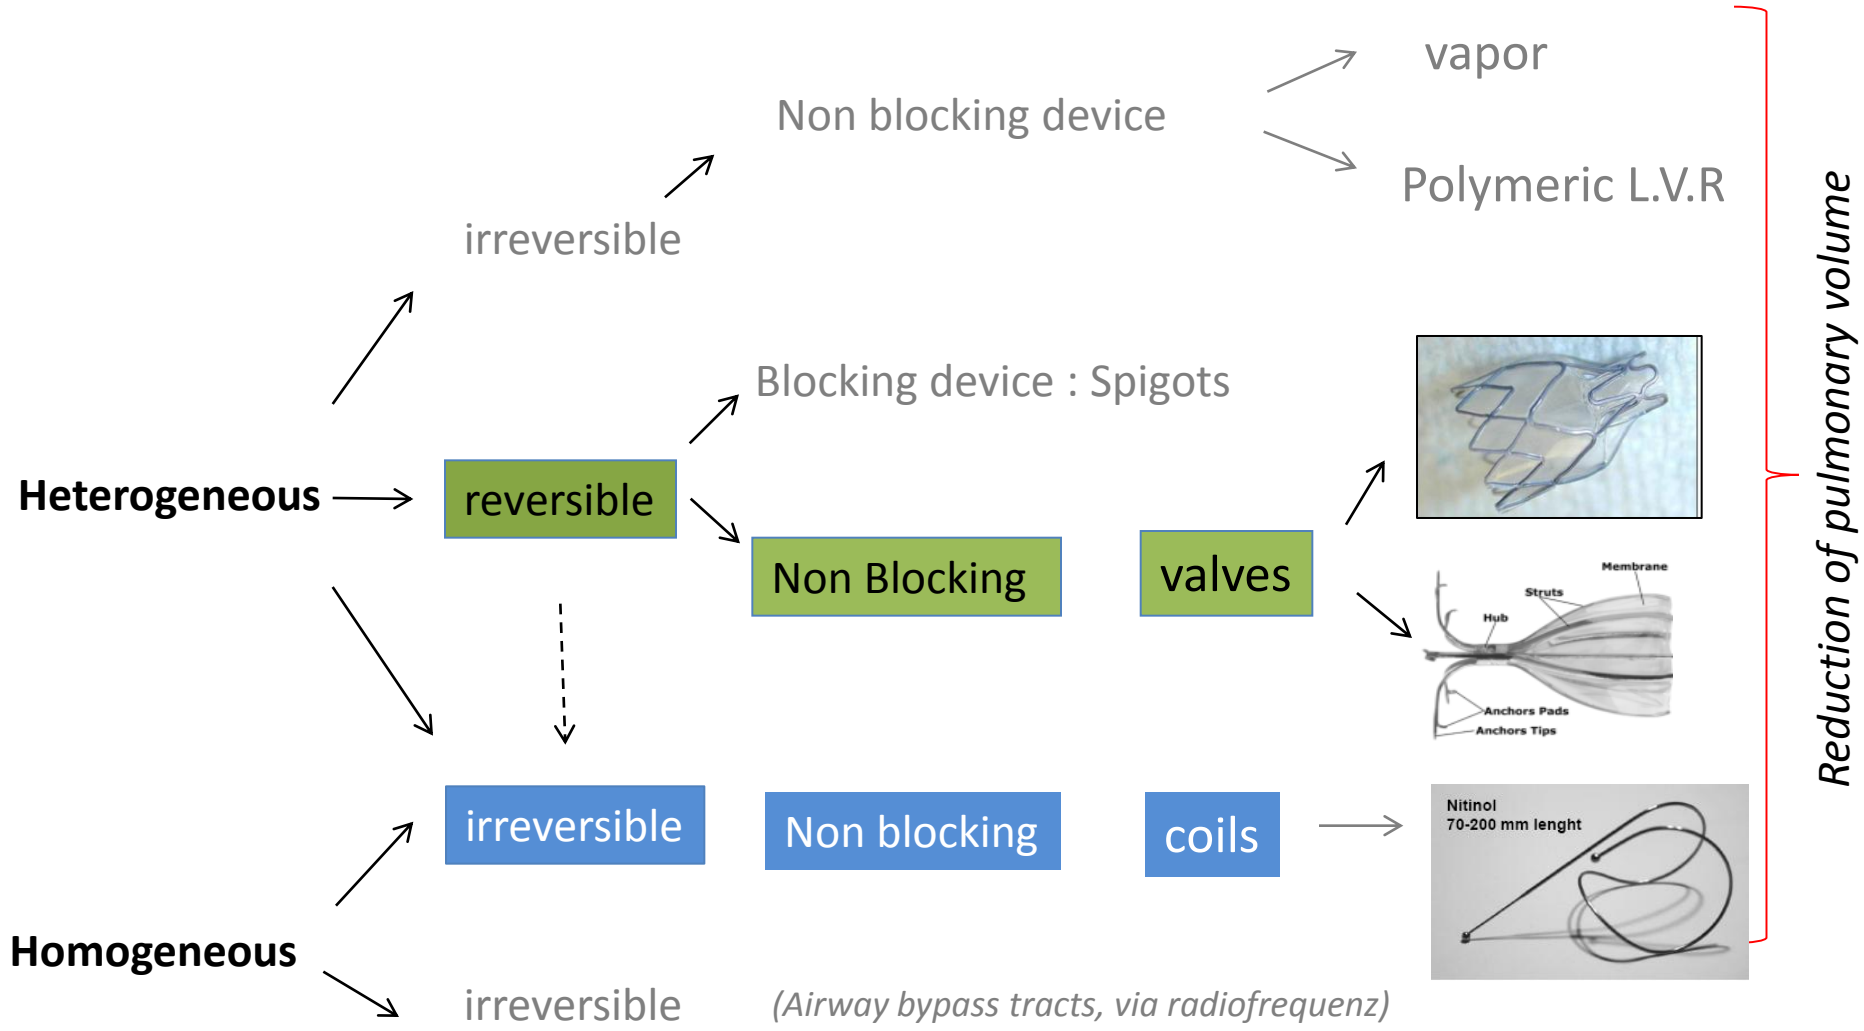 vapor
Non blocking device
Polymeric L.V.R
irreversible
Blocking device : Spigots
Heterogeneous
reversible
Non Blocking
valves
Membrane
Struts
Hub
Anchors Pads
Anchors Tips
irreversible
Non blocking
coils
Nitinol
70-200 mm lenght
Homogeneous
irreversible
(Airway bypass tracts, via radiofrequenz)
Reduction of pulmonary volume